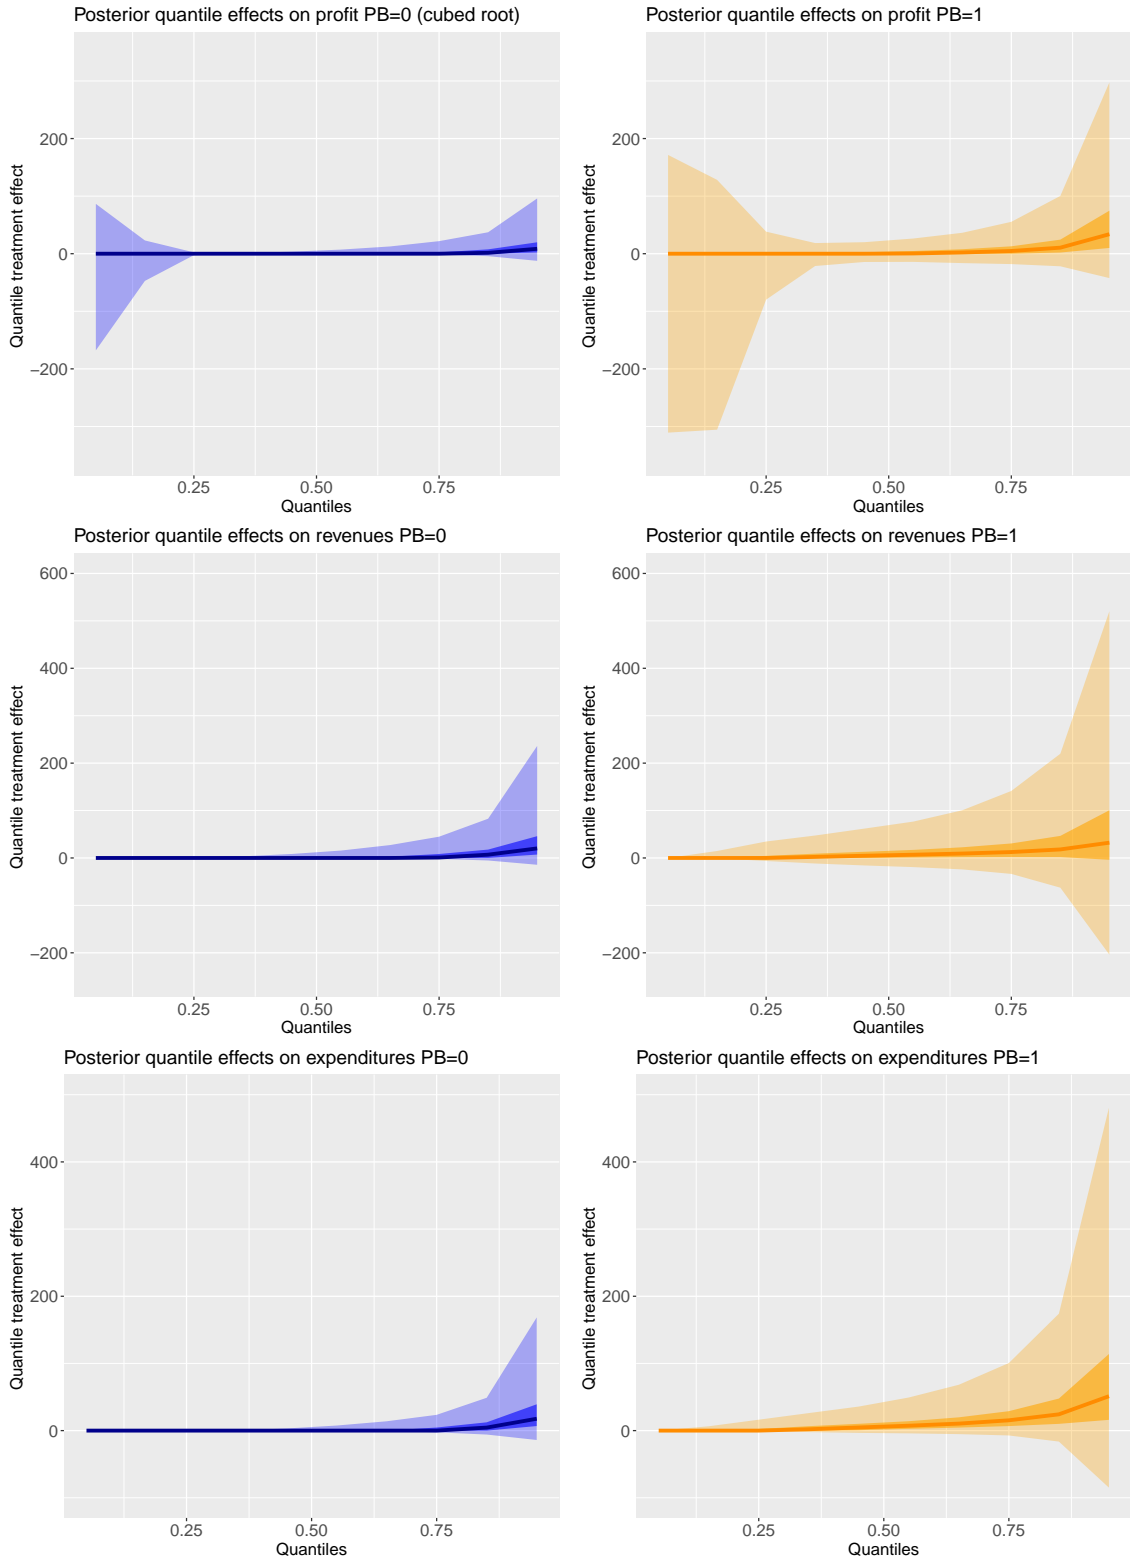 Posterior quantile effects on profit PB=0 (cubed root)
Quantile treatment effect
200
0
−200
0.25 0.50 0.75
Quantiles
Posterior quantile effects on profit PB=1
Quantile treatment effect
200
0
−200
0.25 0.50 0.75
Quantiles
Posterior quantile effects on revenues PB=0
Quantile treatment effect
600
400
200
0
−200
0.25 0.50 0.75
Quantiles
Posterior quantile effects on revenues PB=1
Quantile treatment effect
600
400
200
0
−200
0.25 0.50 0.75
Quantiles
Posterior quantile effects on expenditures PB=0
Quantile treatment effect
400
200
0
0.25 0.50 0.75
Quantiles
Posterior quantile effects on expenditures PB=1
Quantile treatment effect
400
200
0
0.25 0.50 0.75
Quantiles